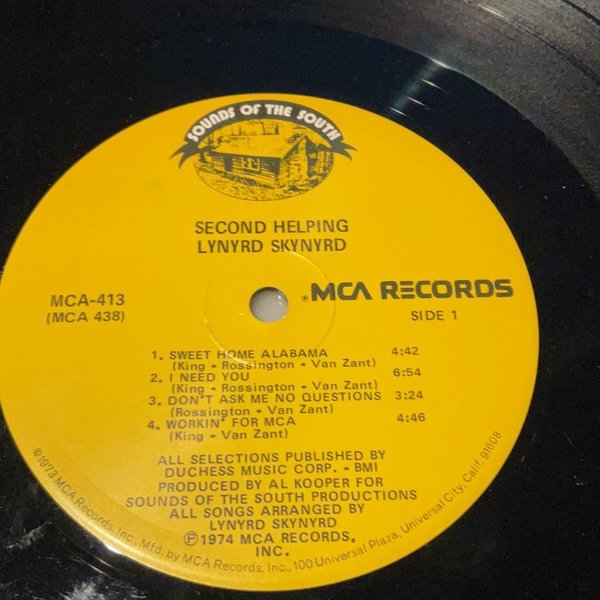 SOUNDS OF THE SOUTH
SECOND HELPING
LYNYRD SKYNYRD
MCA-413
(MCA 438)
®MCA RECORDS
SIDE 1
1. SWEET HOME ALABAMA 4:42
(King - Rossington - Van Zant)
2. I NEED YOU 6:54
(King - Rossington - Van Zant)
3. DON'T ASK ME NO QUESTIONS 3:24
(Rossington - Van Zant)
4. WORKIN' FOR MCA 4:46
(King - Van Zant)
ALL SELECTIONS PUBLISHED BY
DUCHESS MUSIC CORP. - BMI
PRODUCED BY AL KOOPER FOR
SOUNDS OF THE SOUTH PRODUCTIONS
ALL SONGS ARRANGED BY
LYNYRD SKYNYRD
℗1974 MCA RECORDS,
INC.
©1973 MCA Records, Inc. Mfd. by MCA Records, Inc., 100 Universal Plaza, Universal City, Calif. 91608